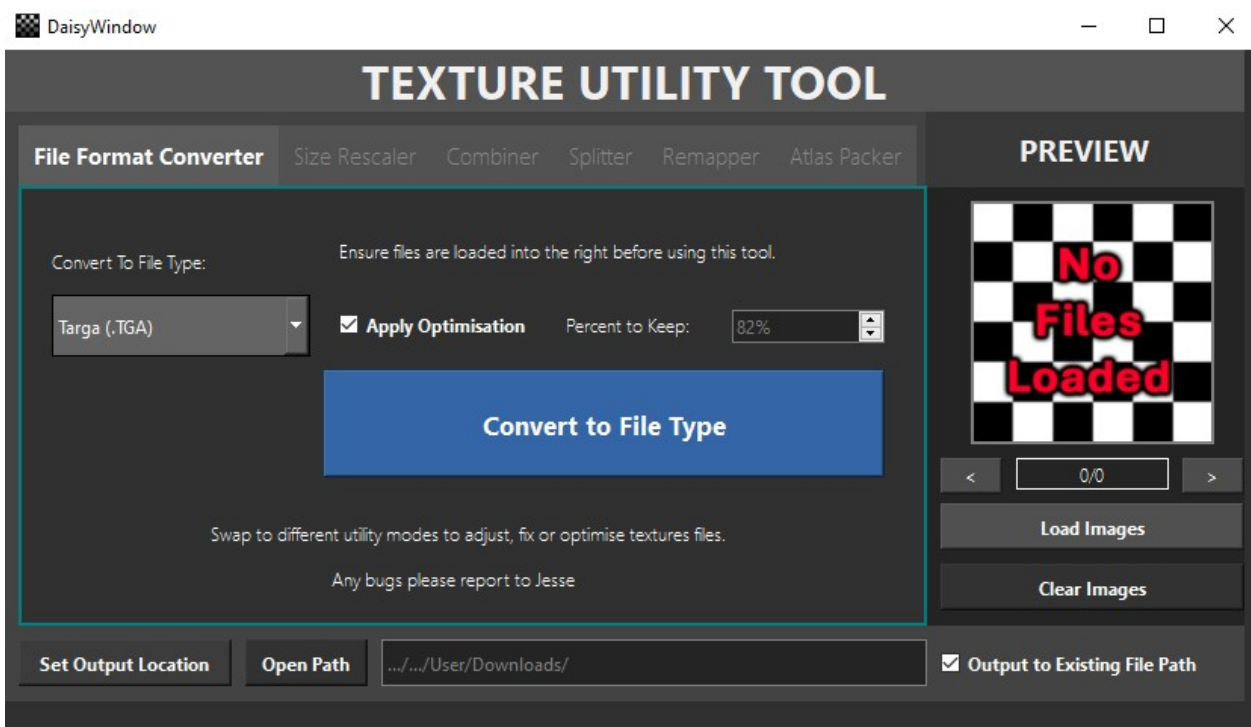 DaisyWindow
TEXTURE UTILITY TOOL
File Format Converter Size Rescaler Combiner Splitter Remapper Atlas Packer
PREVIEW
Ensure files are loaded into the right before using this tool.
Convert To File Type:
Targa (.TGA)
Apply Optimisation Percent to Keep: 82%
Convert to File Type
Swap to different utility modes to adjust, fix or optimise textures files.
Any bugs please report to Jesse
No
Files
Loaded
< 0/0 >
Load Images
Clear Images
Set Output Location Open Path .../.../User/Downloads/ Output to Existing File Path